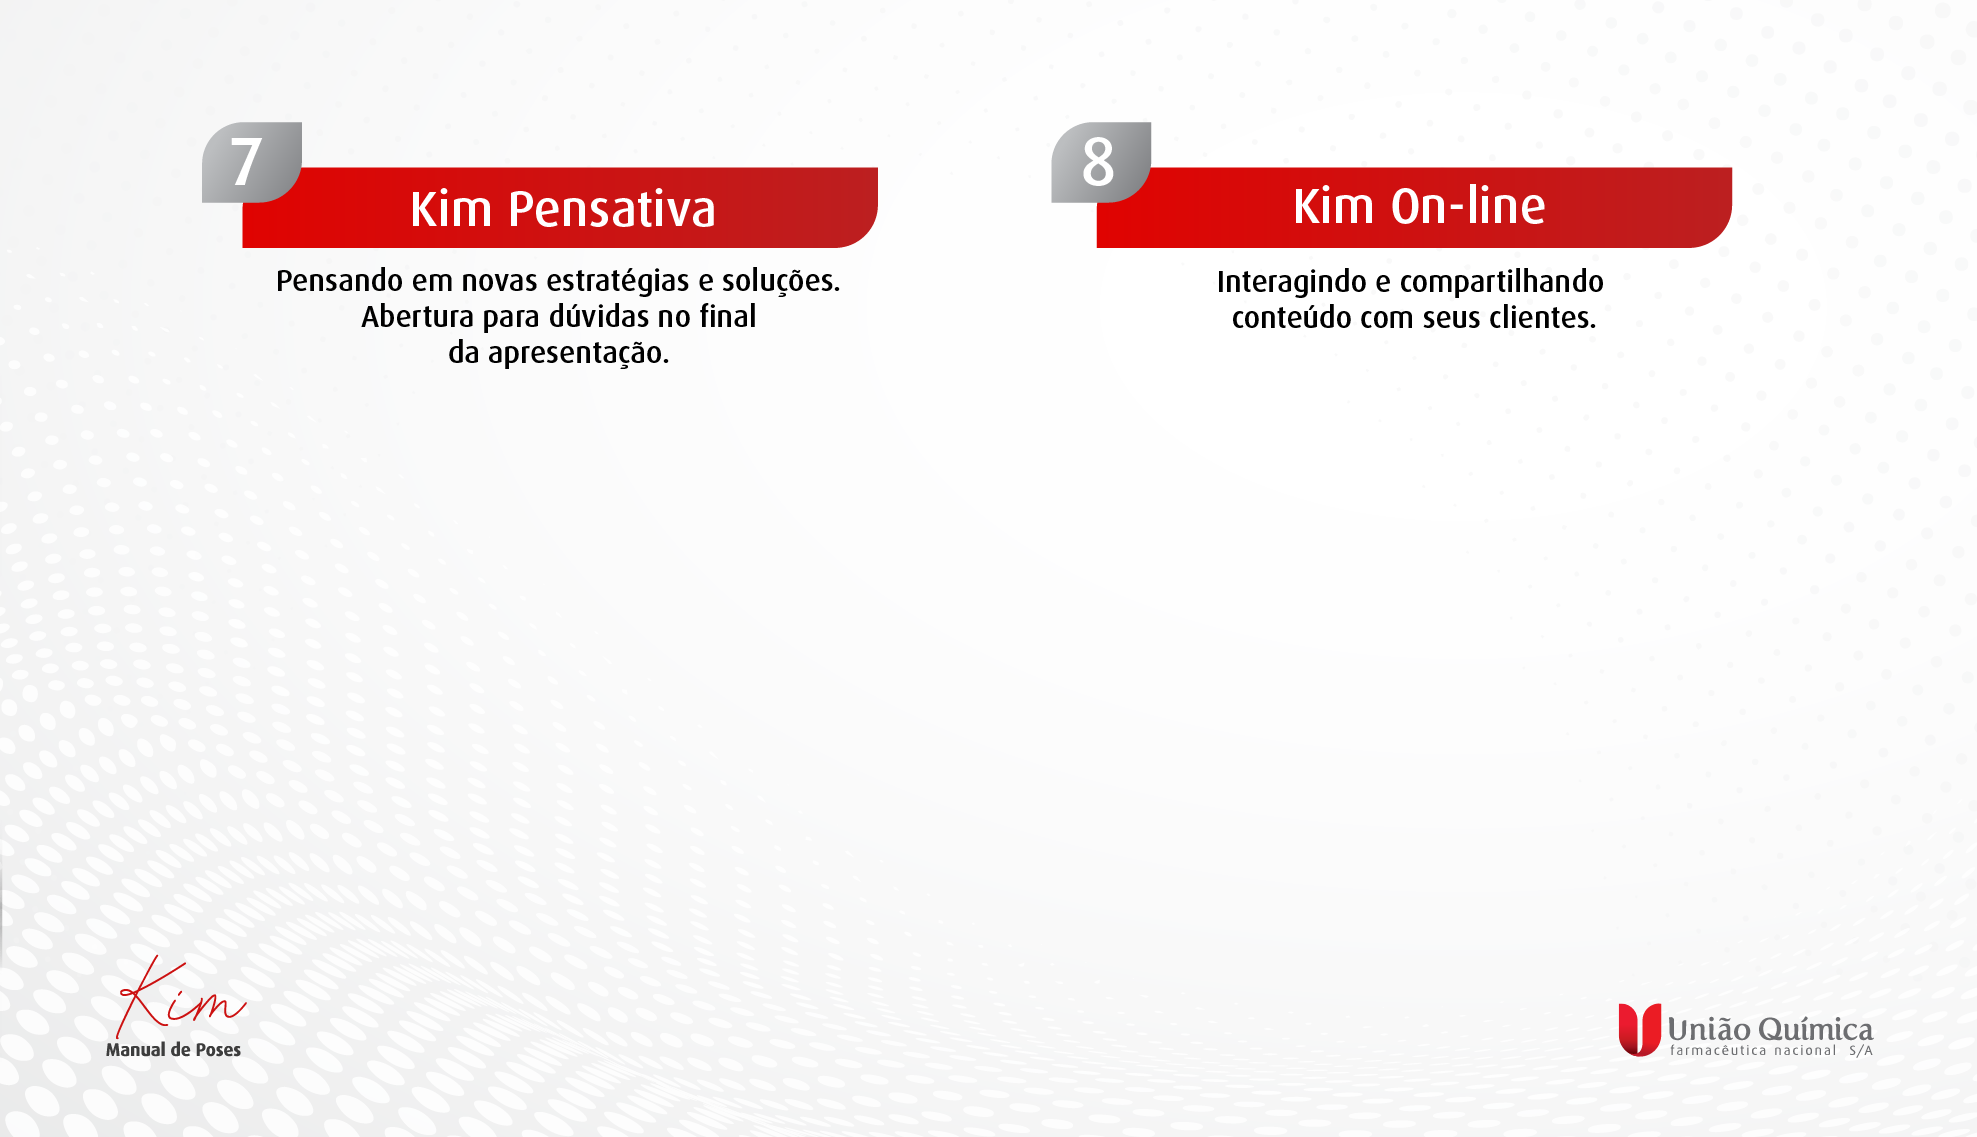 7
Kim Pensativa
Pensando em novas estratégias e soluções.
Abertura para dúvidas no final
da apresentação.
8
Kim On-line
Interagindo e compartilhando
conteúdo com seus clientes.
Kim
Manual de Poses
União Química
farmacêutica nacional S/A